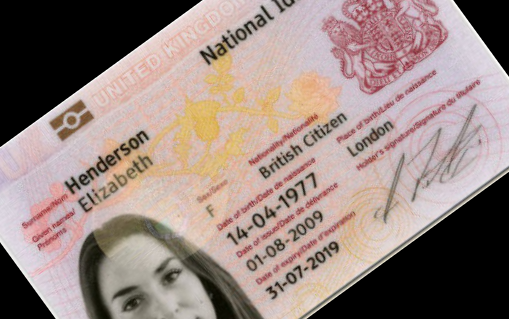 UNITED KINGDOM
National Id
Surname/Nom
Henderson
Given names/
Prénoms
Elizabeth
Sex/Sexe
F
Nationality/Nationalité
British Citizen
Date of birth/Date de naissance
14-04-1977
Place of birth/Lieu de naissance
London
Date of issue/Date de délivrance
01-08-2009
Holder's signature/Signature du titulaire
Date of expiry/Date d'expiration
31-07-2019